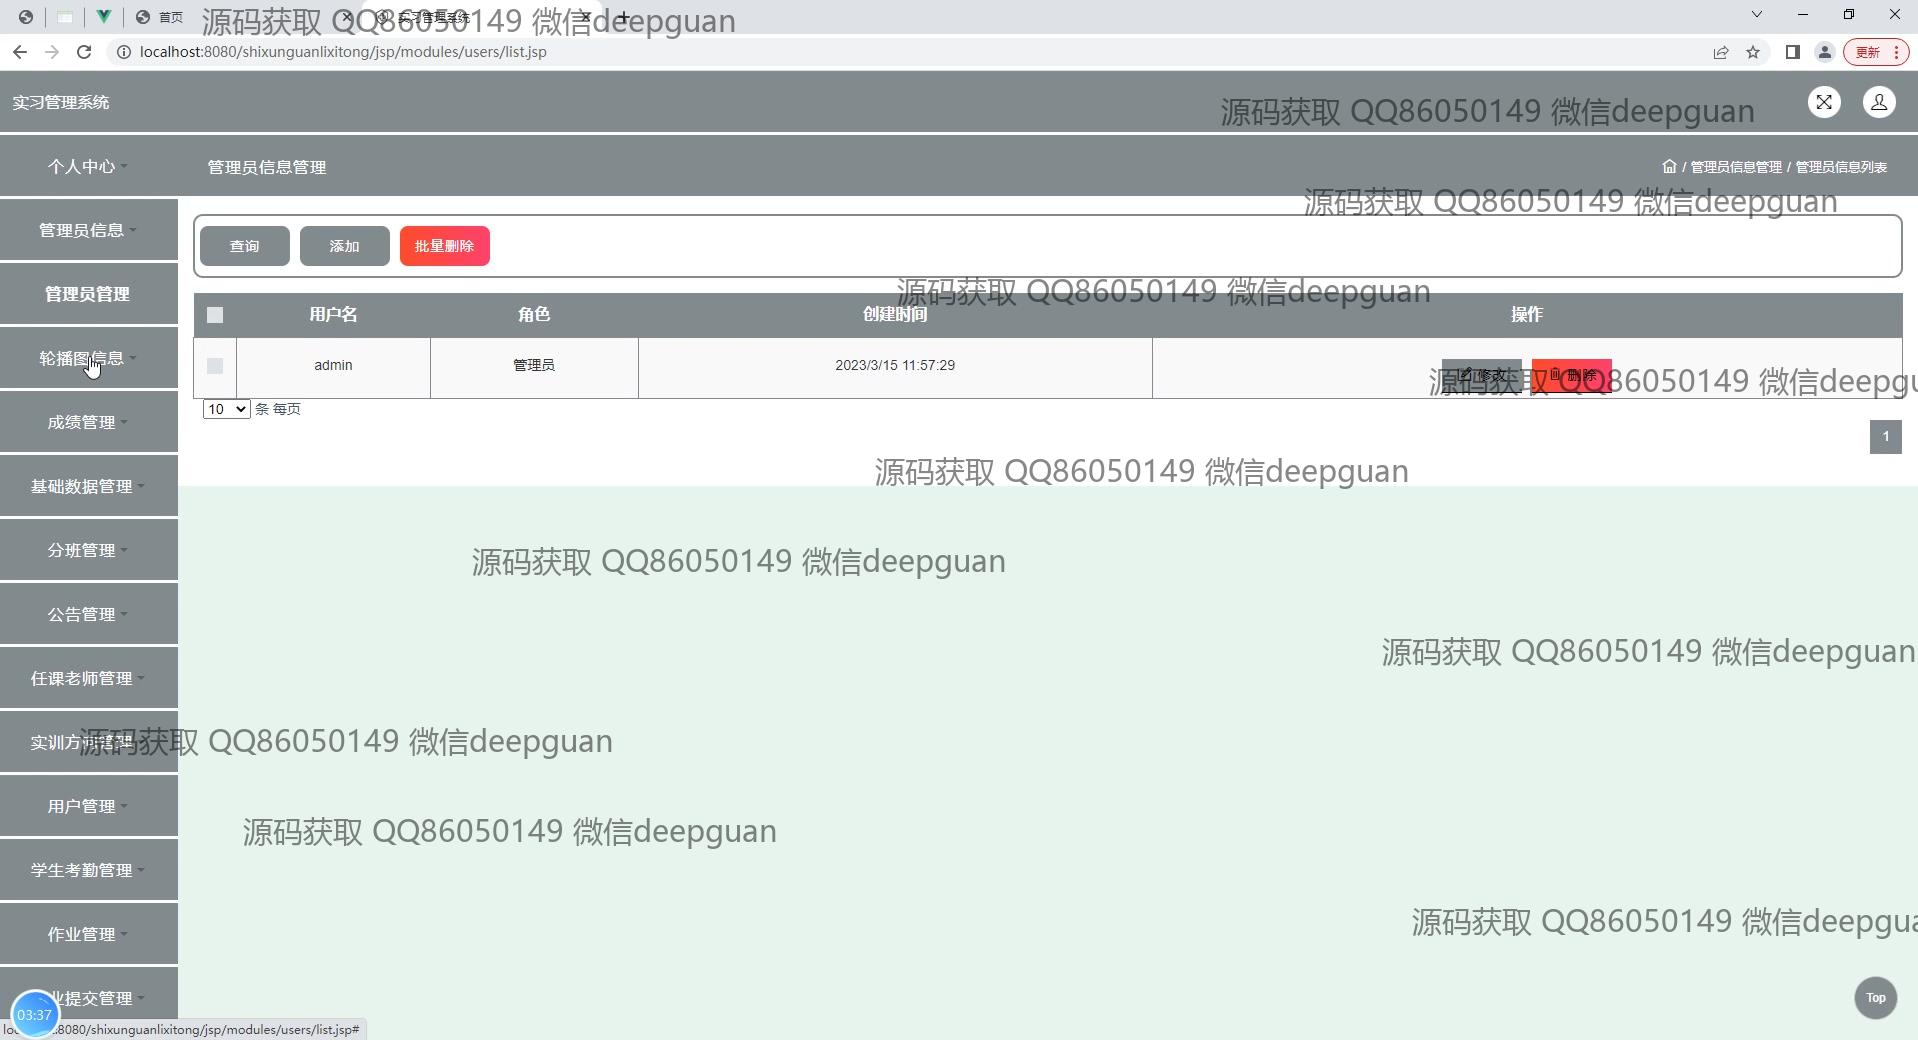 首页
实习管理系统
源码获取 QQ86050149 微信deepguan
localhost:8080/shixunguanlixitong/jsp/modules/users/list.jsp
更新
实习管理系统
源码获取 QQ86050149 微信deepguan
个人中心
管理员信息管理
/ 管理员信息管理 / 管理员信息列表
源码获取 QQ86050149 微信deepguan
管理员信息
查询
添加
批量删除
管理员管理
源码获取 QQ86050149 微信deepguan
用户名
角色
创建时间
操作
轮播图信息
admin
管理员
2023/3/15 11:57:29
修改
删除
源码获取 QQ86050149 微信deepgu
10 条 每页
成绩管理
1
源码获取 QQ86050149 微信deepguan
基础数据管理
分班管理
源码获取 QQ86050149 微信deepguan
公告管理
源码获取 QQ86050149 微信deepguan
任课老师管理
实训方向管理
源码获取 QQ86050149 微信deepguan
用户管理
源码获取 QQ86050149 微信deepguan
学生考勤管理
作业管理
源码获取 QQ86050149 微信deepgua
业提交管理
Top
03:37
:8080/shixunguanlixitong/jsp/modules/users/list.jsp#